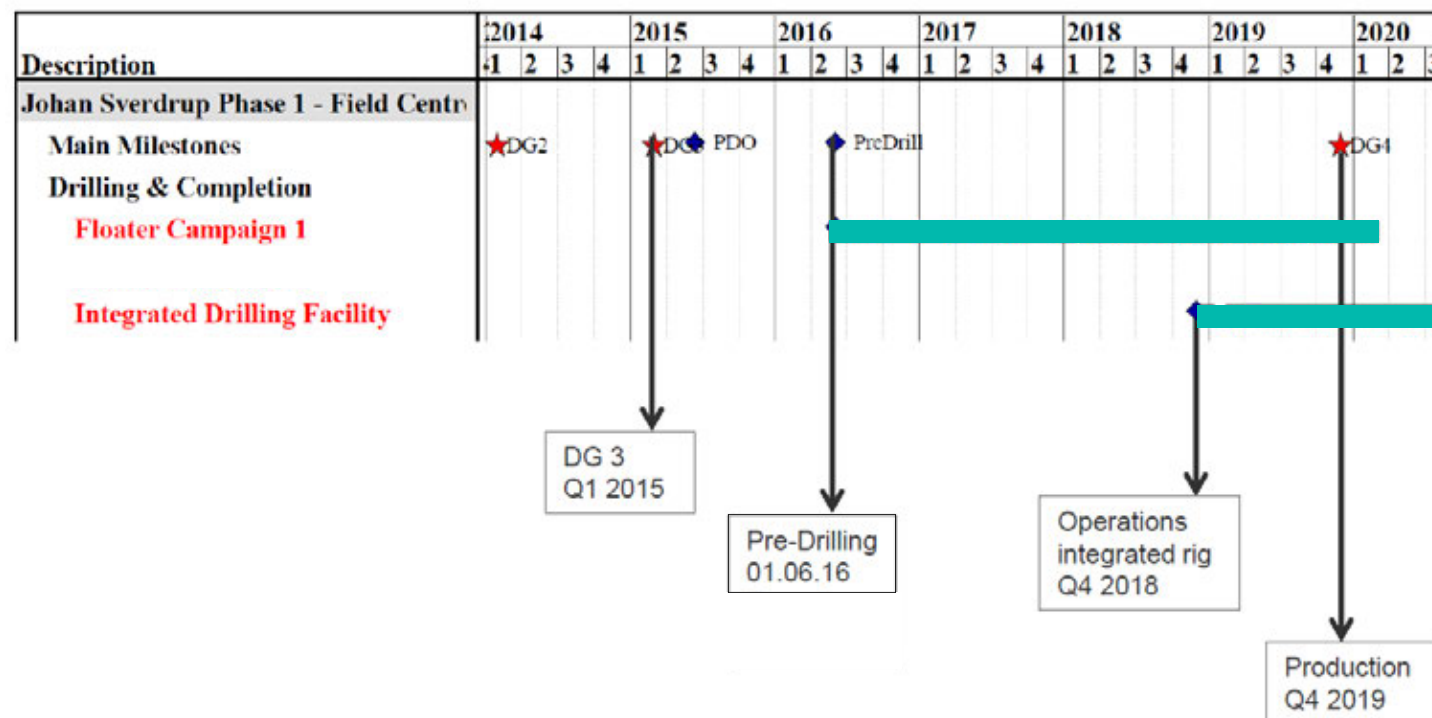 2014 2015 2016 2017 2018 2019 2020
Description 1 2 3 4 1 2 3 4 1 2 3 4 1 2 3 4 1 2 3 4 1 2 3 4 1 2
Johan Sverdrup Phase 1 - Field Centr
Main Milestones DG2 PDO PreDrill DG4
Drilling & Completion
Floater Campaign 1
Integrated Drilling Facility
DG 3
Q1 2015
Pre-Drilling
01.06.16
Operations
integrated rig
Q4 2018
Production
Q4 2019